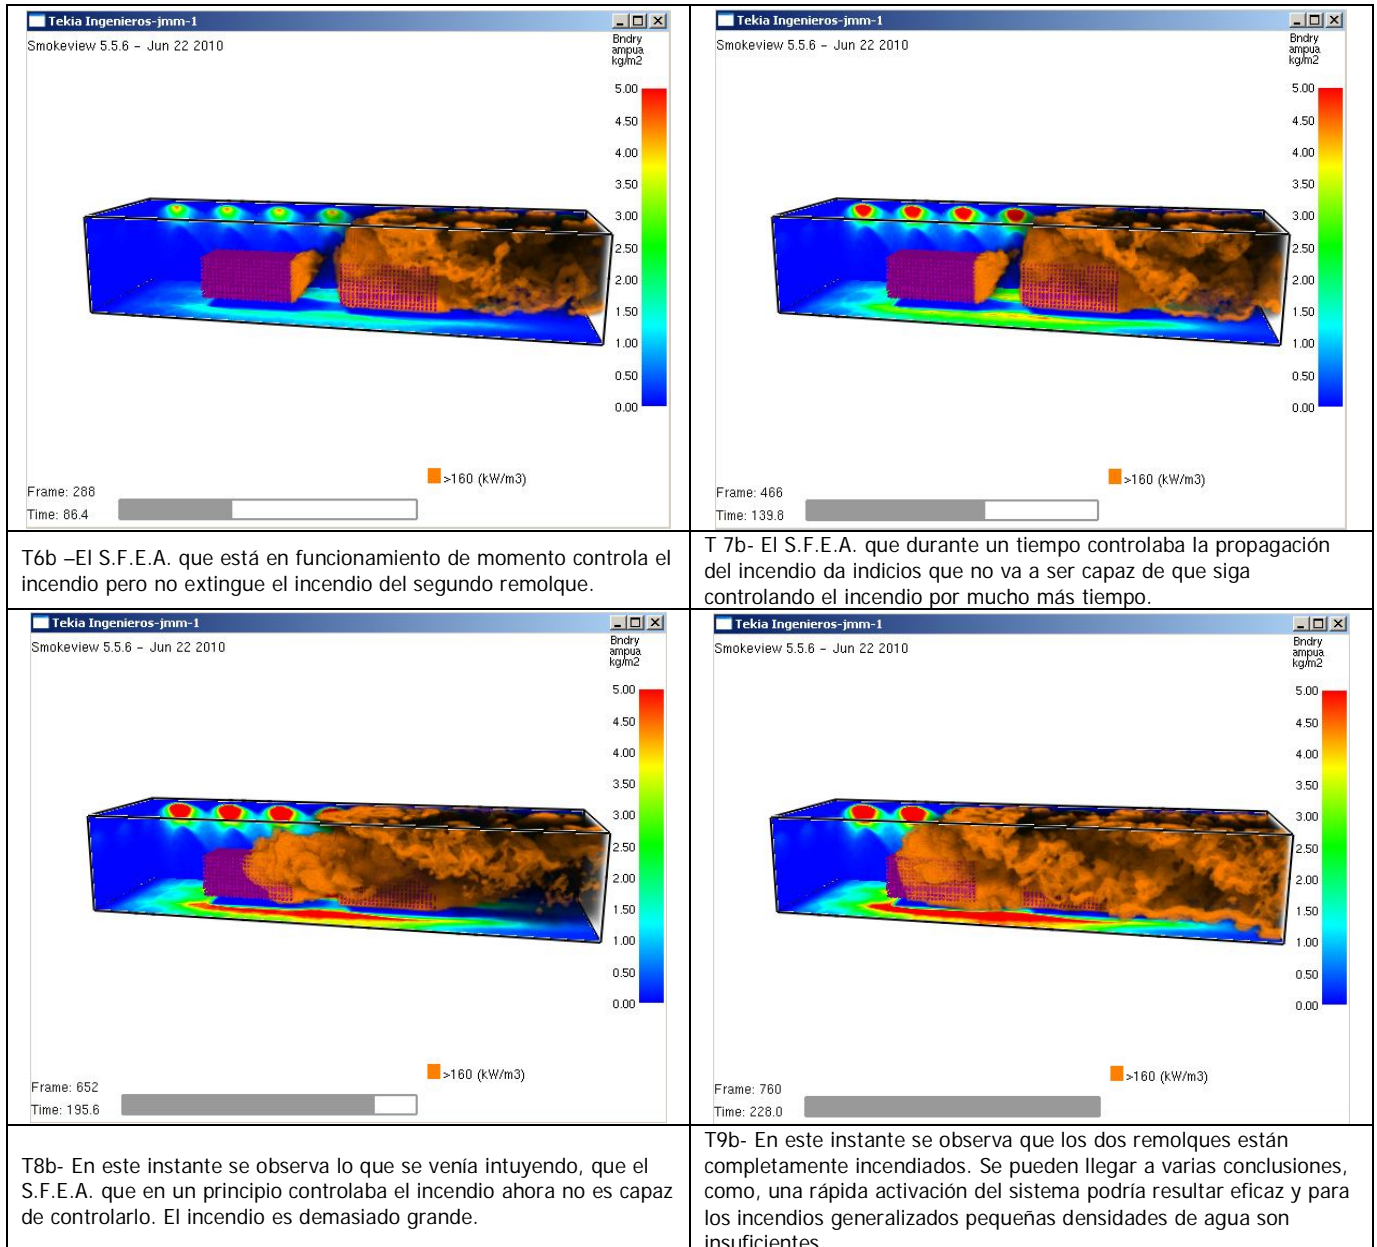 Tekia Ingenieros-jmm-1
Smokeview 5.5.6 - Jun 22 2010
Bndry
ampua
kg/m2
5.00
4.50
4.00
3.50
3.00
2.50
2.00
1.50
1.00
0.50
0.00
>160 (kW/m3)
Frame: 288
Time: 86.4
Tekia Ingenieros-jmm-1
Smokeview 5.5.6 - Jun 22 2010
Bndry
ampua
kg/m2
5.00
4.50
4.00
3.50
3.00
2.50
2.00
1.50
1.00
0.50
0.00
>160 (kW/m3)
Frame: 466
Time: 139.8
T6b –El S.F.E.A. que está en funcionamiento de momento controla el
incendio pero no extingue el incendio del segundo remolque.
T 7b- El S.F.E.A. que durante un tiempo controlaba la propagación
del incendio da indicios que no va a ser capaz de que siga
controlando el incendio por mucho más tiempo.
Tekia Ingenieros-jmm-1
Smokeview 5.5.6 - Jun 22 2010
Bndry
ampua
kg/m2
5.00
4.50
4.00
3.50
3.00
2.50
2.00
1.50
1.00
0.50
0.00
>160 (kW/m3)
Frame: 652
Time: 195.6
Tekia Ingenieros-jmm-1
Smokeview 5.5.6 - Jun 22 2010
Bndry
ampua
kg/m2
5.00
4.50
4.00
3.50
3.00
2.50
2.00
1.50
1.00
0.50
0.00
>160 (kW/m3)
Frame: 760
Time: 228.0
T8b- En este instante se observa lo que se venía intuyendo, que el
S.F.E.A. que en un principio controlaba el incendio ahora no es capaz
de controlarlo. El incendio es demasiado grande.
T9b- En este instante se observa que los dos remolques están
completamente incendiados. Se pueden llegar a varias conclusiones,
como, una rápida activación del sistema podría resultar eficaz y para
los incendios generalizados pequeñas densidades de agua son
insuficientes